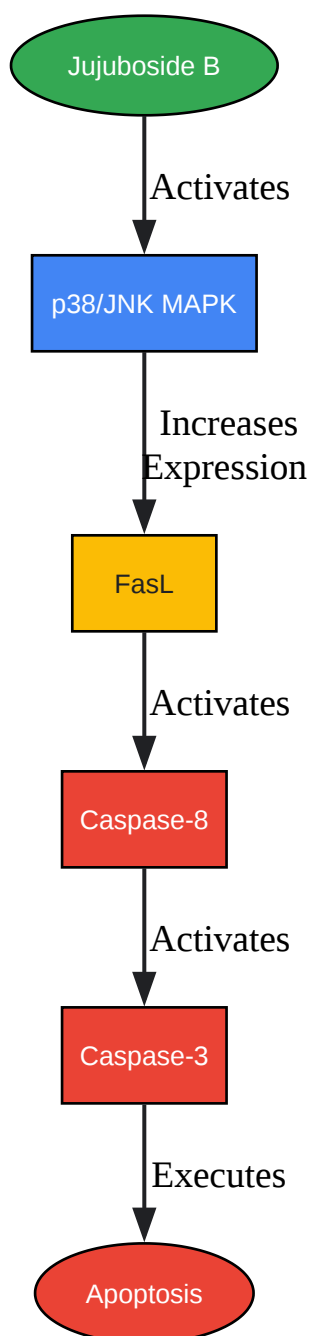 Jujuboside B
Activates
p38/JNK MAPK
Increases
Expression
FasL
Activates
Caspase-8
Activates
Caspase-3
Executes
Apoptosis